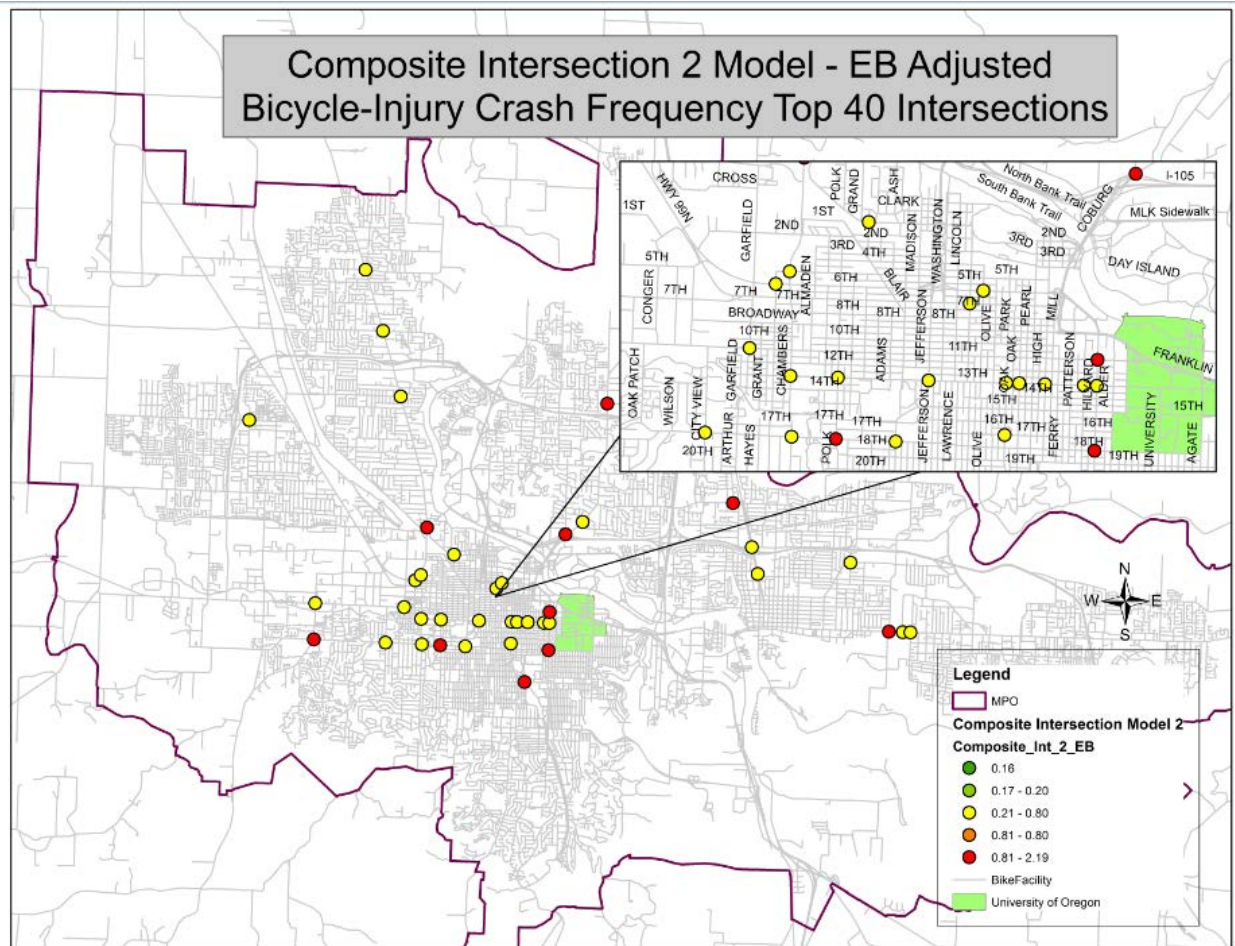 Composite Intersection 2 Model - EB Adjusted
Bicycle-Injury Crash Frequency Top 40 Intersections
CROSS
HWY 99N
1ST
GARFIELD
2ND
1ST
POLK
GRAND
ASH
CLARK
2ND
3RD
4TH
MADISON
WASHINGTON
LINCOLN
North Bank Trail
South Bank Trail
COBURG
I-105
MLK Sidewalk
2ND
3RD
3RD
DAY ISLAND
5TH
7TH
CONGER
7TH
7TH
ALMADEN
6TH
BLAIR
5TH
5TH
7TH
BROADWAY
8TH
8TH
8TH
OLIVE
PARK
PEARL
MILL
10TH
10TH
JEFFERSON
11TH
OAK
HIGH
PATTERSON
FRANKLIN
OAK PATCH
WILSON
CITY VIEW
GARFIELD
GRANT
CHAMBERS
12TH
14TH
ADAMS
13TH
OAK
14TH
15TH
HILYARD
ALDER
15TH
17TH
17TH
17TH
16TH
17TH
16TH
20TH
ARTHUR
HAYES
POLK
18TH
20TH
JEFFERSON
LAWRENCE
OLIVE
19TH
FERRY
18TH
19TH
UNIVERSITY
AGATE
N
W
E
S
Legend
MPO
Composite Intersection Model 2
Composite_Int_2_EB
0.16
0.17 - 0.20
0.21 - 0.80
0.81 - 0.80
0.81 - 2.19
BikeFacility
University of Oregon